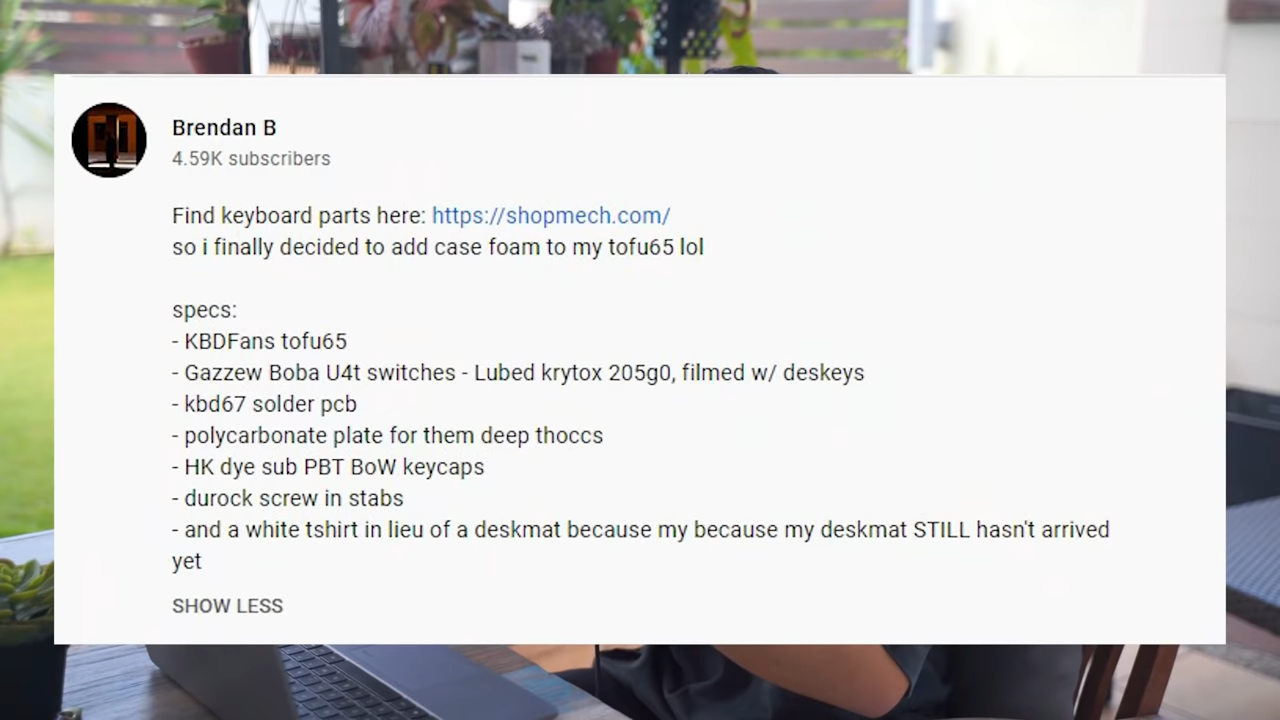 Brendan B
4.59K subscribers
Find keyboard parts here: https://shopmech.com/
so i finally decided to add case foam to my tofu65 lol
specs:
- KBDFans tofu65
- Gazzew Boba U4t switches - Lubed krytox 205g0, filmed w/ deskeys
- kbd67 solder pcb
- polycarbonate plate for them deep thoccs
- HK dye sub PBT BoW keycaps
- durock screw in stabs
- and a white tshirt in lieu of a deskmat because my because my deskmat STILL hasn't arrived
yet
SHOW LESS